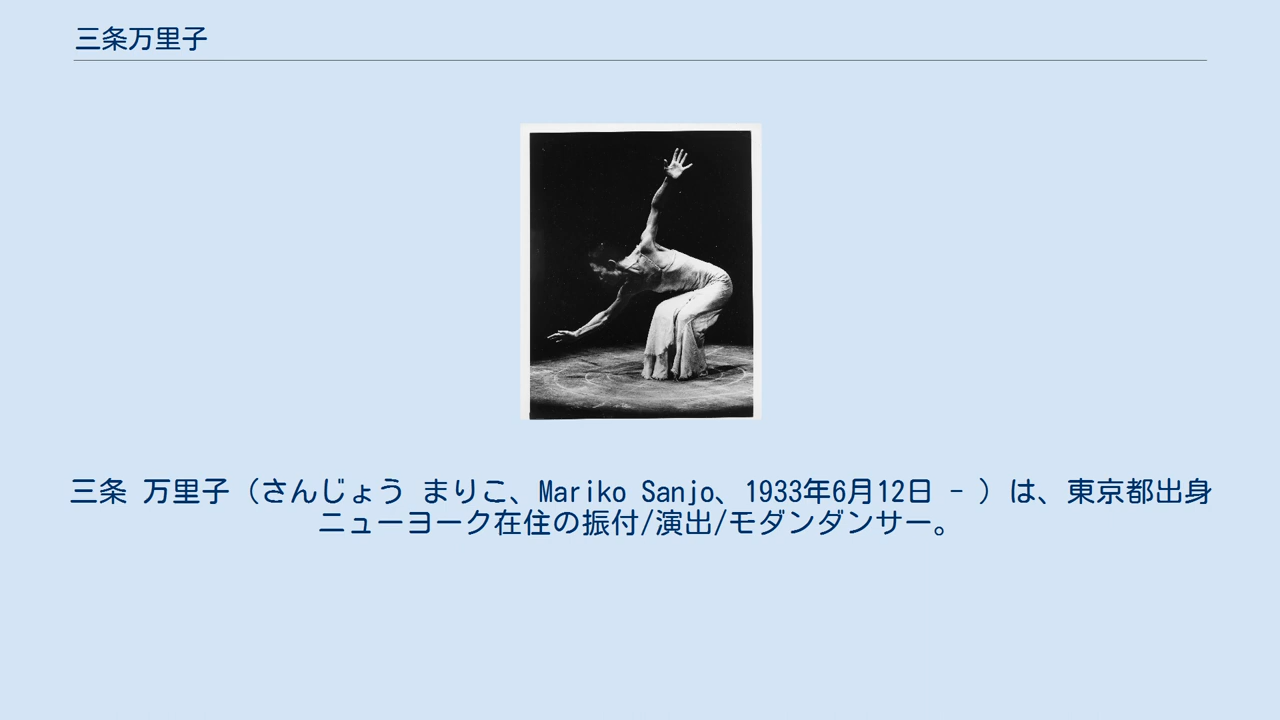 三条万里子
三条 万里子（さんじょう まりこ、Mariko Sanjo、1933年6月12日 - ）は、東京都出身
ニューヨーク在住の振付/演出/モダンダンサー。